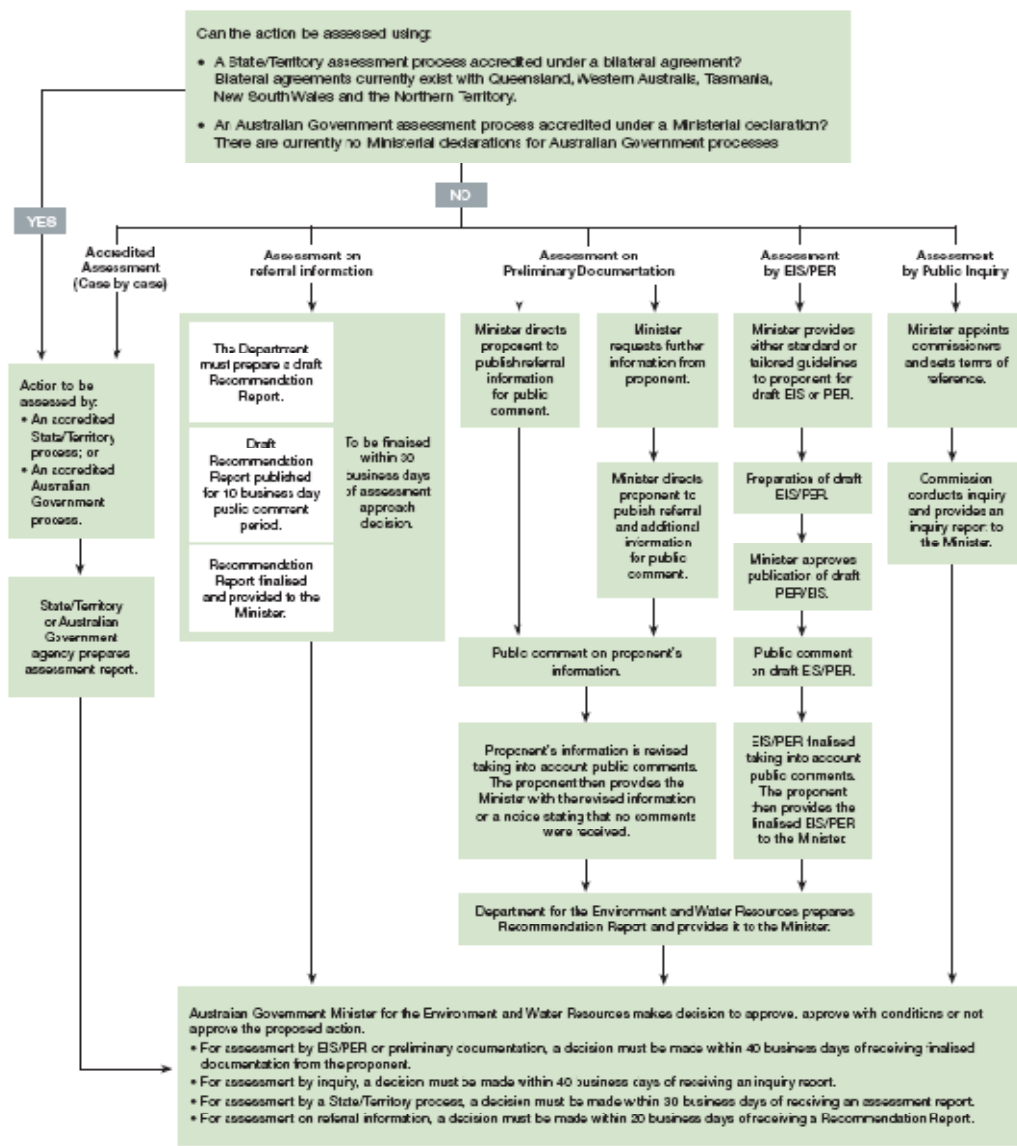 Can the action be assessed using:
• A State/Territory assessment process accredited under a bilateral agreement?
Bilateral agreements currently exist with Queensland, Western Australia, Tasmania,
New South Wales and the Northern Territory.
• An Australian Government assessment process accredited under a Ministerial declaration?
There are currently no Ministerial declarations for Australian Government processes
YES
NO
Accredited
Assessment
(Case by case)
Assessment on
referral information
Assessment on
Preliminary Documentation
Assessment
by EIS/PER
Assessment
by Public Inquiry
Action to be
assessed by:
• An accredited
State/Territory
process; or
• An accredited
Australian
Government
process.
State/Territory
or Australian
Government
agency prepares
assessment report.
The Department
must prepare a draft
Recommendation
Report.
Draft
Recommendation
Report published
for 10 business day
public comment
period.
Recommendation
Report finalised
and provided to the
Minister.
To be finalised
within 30
business days
of assessment
approach
decision.
Minister directs
proponent to
publish referral
information
for public
comment.
Minister
requests further
information from
proponent.
Minister directs
proponent to
publish referral
and additional
information
for public
comment.
Public comment on proponent's
information.
Proponent's information is revised
taking into account public comments.
The proponent then provides the
Minister with the revised information
or a notice stating that no comments
were received.
Minister provides
either standard or
tailored guidelines
to proponent for
draft EIS or PER.
Preparation of draft
EIS/PER.
Minister approves
publication of draft
PER/EIS.
Public comment
on draft EIS/PER.
EIS/PER finalised
taking into account
public comments.
The proponent
then provides the
finalised EIS/PER
to the Minister.
Department for the Environment and Water Resources prepares
Recommendation Report and provides it to the Minister.
Minister appoints
commissioners
and sets terms of
reference.
Commission
conducts inquiry
and provides an
inquiry report to
the Minister.
Australian Government Minister for the Environment and Water Resources makes decision to approve, approve with conditions or not
approve the proposed action.
• For assessment by EIS/PER or preliminary documentation, a decision must be made within 40 business days of receiving finalised
documentation from the proponent.
• For assessment by inquiry, a decision must be made within 40 business days of receiving an inquiry report.
• For assessment by a State/Territory process, a decision must be made within 30 business days of receiving an assessment report.
• For assessment on referral information, a decision must be made within 20 business days of receiving a Recommendation Report.